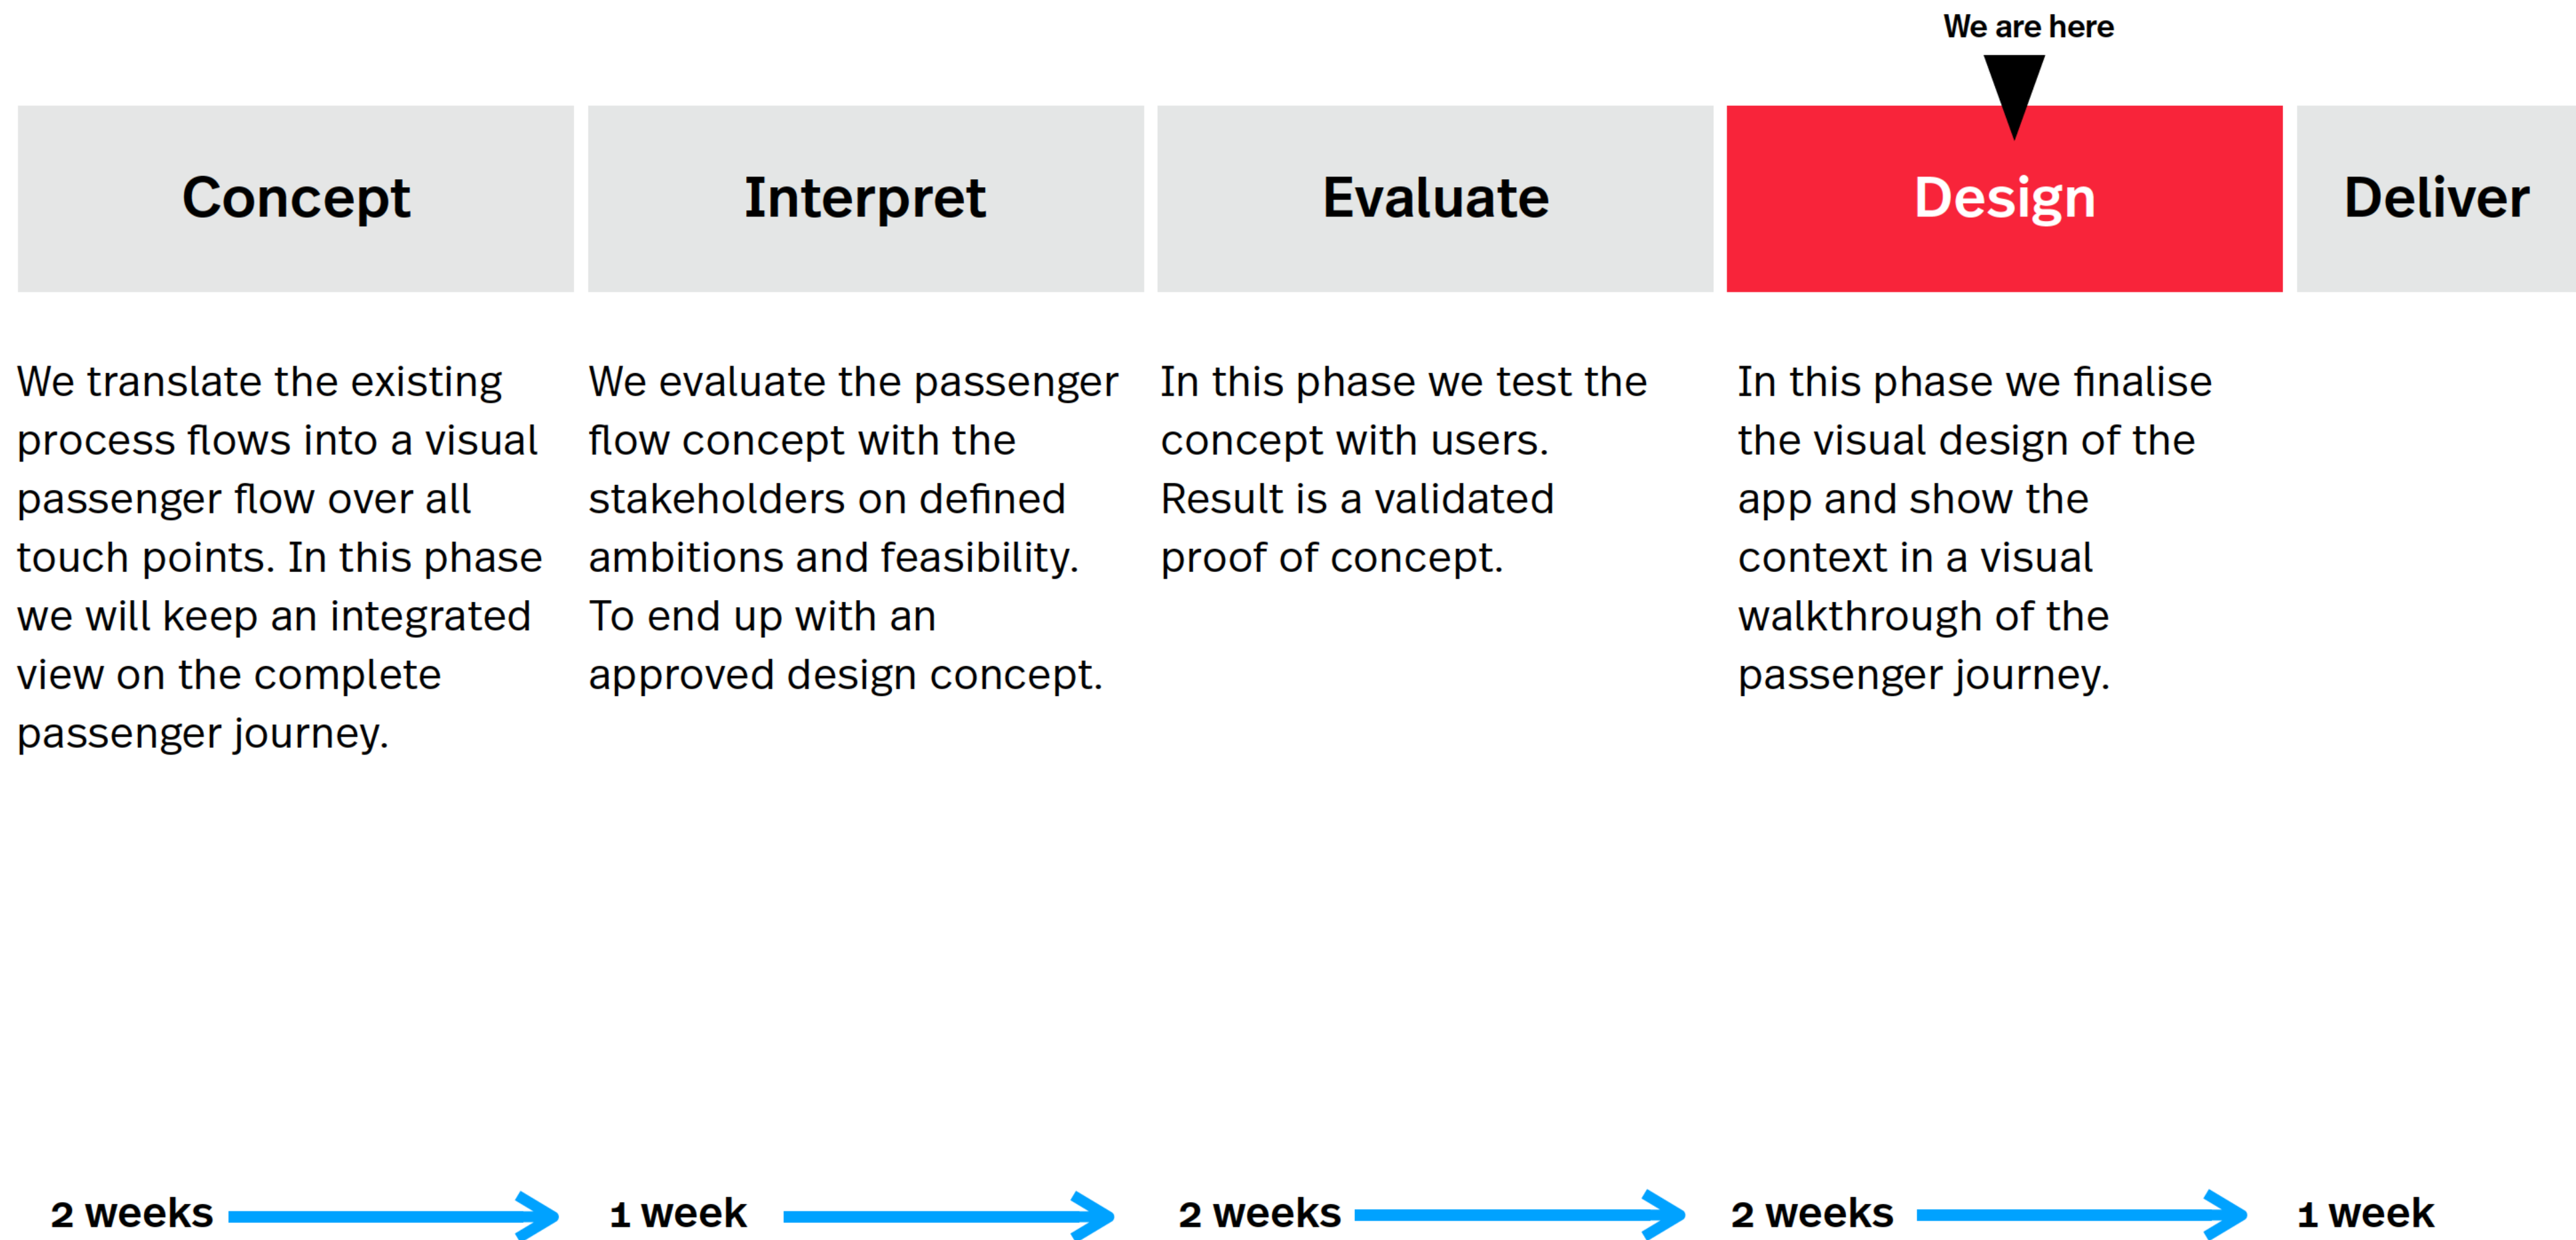 We are here
Concept
Interpret
Evaluate
Design
Deliver
We translate the existing
process flows into a visual
passenger flow over all
touch points. In this phase
we will keep an integrated
view on the complete
passenger journey.
We evaluate the passenger
flow concept with the
stakeholders on defined
ambitions and feasibility.
To end up with an
approved design concept.
In this phase we test the
concept with users.
Result is a validated
proof of concept.
In this phase we finalise
the visual design of the
app and show the
context in a visual
walkthrough of the
passenger journey.
2 weeks
1 week
2 weeks
2 weeks
1 week